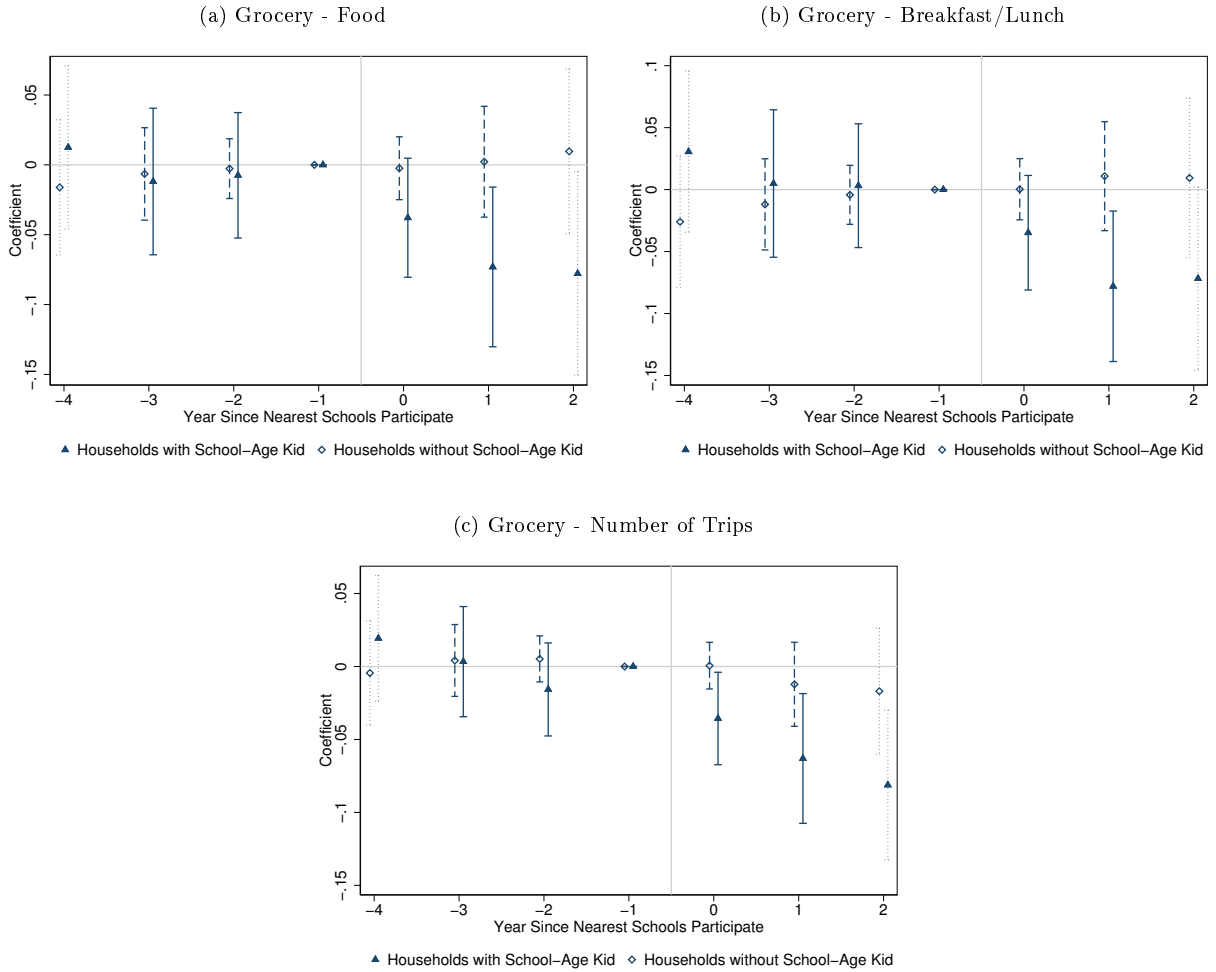 (a) Grocery - Food
(b) Grocery - Breakfast/Lunch
Coefficient
.05
0
−.05
−.1
−.15
−4 −3 −2 −1 0 1 2
Year Since Nearest Schools Participate
Households with School−Age Kid Households without School−Age Kid
Coefficient
.1
.05
0
−.05
−.1
−.15
−4 −3 −2 −1 0 1 2
Year Since Nearest Schools Participate
Households with School−Age Kid Households without School−Age Kid
(c) Grocery - Number of Trips
Coefficient
.05
0
−.05
−.1
−.15
−4 −3 −2 −1 0 1 2
Year Since Nearest Schools Participate
Households with School−Age Kid Households without School−Age Kid